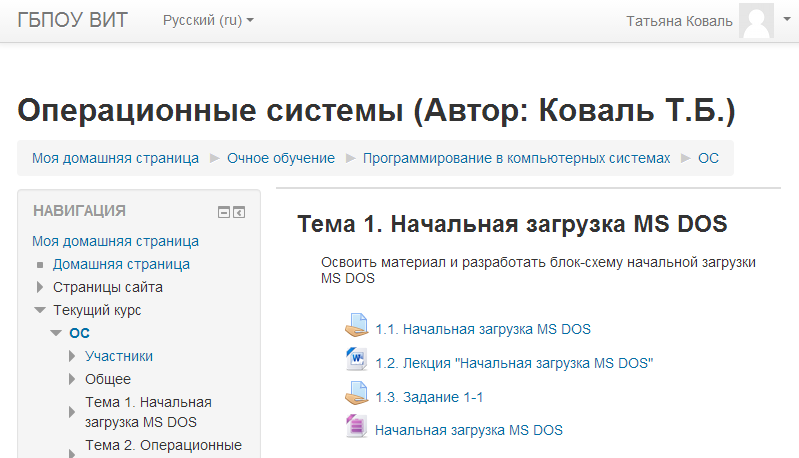 ГБПОУ ВИТ
Русский (ru)
Татьяна Коваль
Операционные системы (Автор: Коваль Т.Б.)
Моя домашняя страница ► Очное обучение ► Программирование в компьютерных системах ► ОС
НАВИГАЦИЯ
Моя домашняя страница
Домашняя страница
Страницы сайта
Текущий курс
ОС
Участники
Общее
Тема 1. Начальная
загрузка MS DOS
Тема 2. Операционные
Тема 1. Начальная загрузка MS DOS
Освоить материал и разработать блок-схему начальной загрузки
MS DOS
1.1. Начальная загрузка MS DOS
1.2. Лекция "Начальная загрузка MS DOS"
1.3. Задание 1-1
Начальная загрузка MS DOS